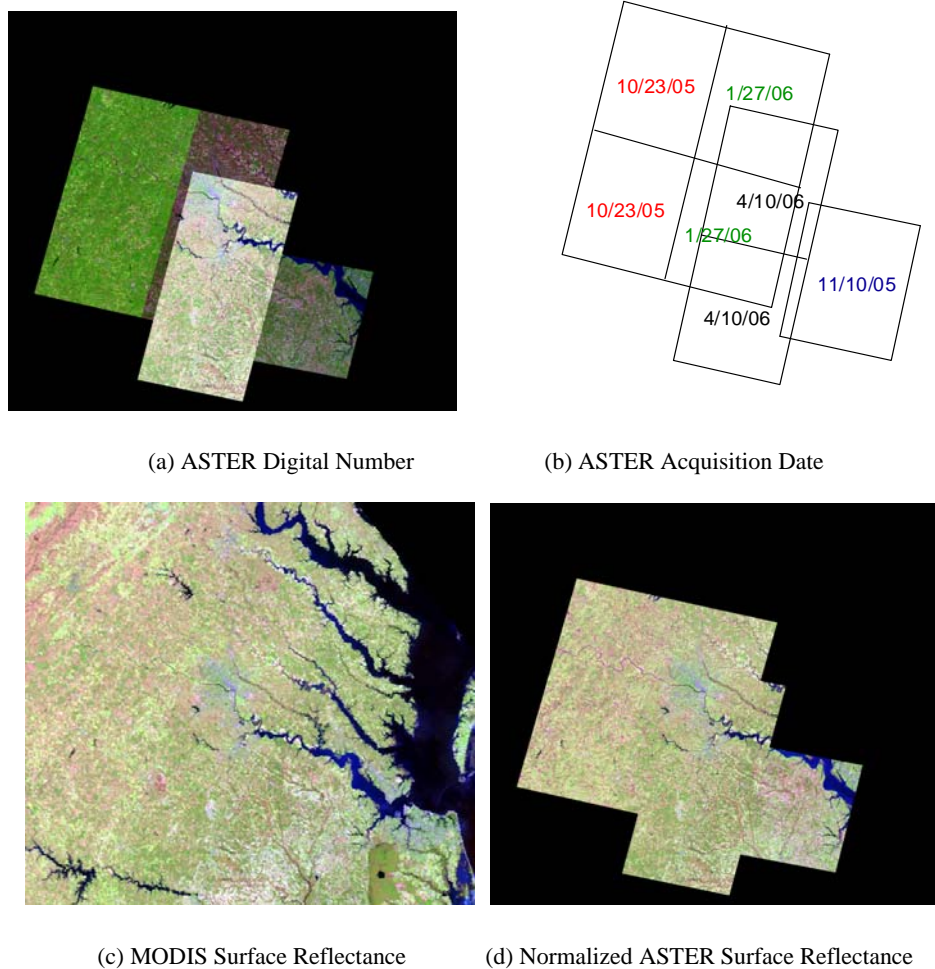 10/23/05
1/27/06
10/23/05
4/10/06
1/27/06
11/10/05
4/10/06
(a) ASTER Digital Number
(b) ASTER Acquisition Date
(c) MODIS Surface Reflectance
(d) Normalized ASTER Surface Reflectance